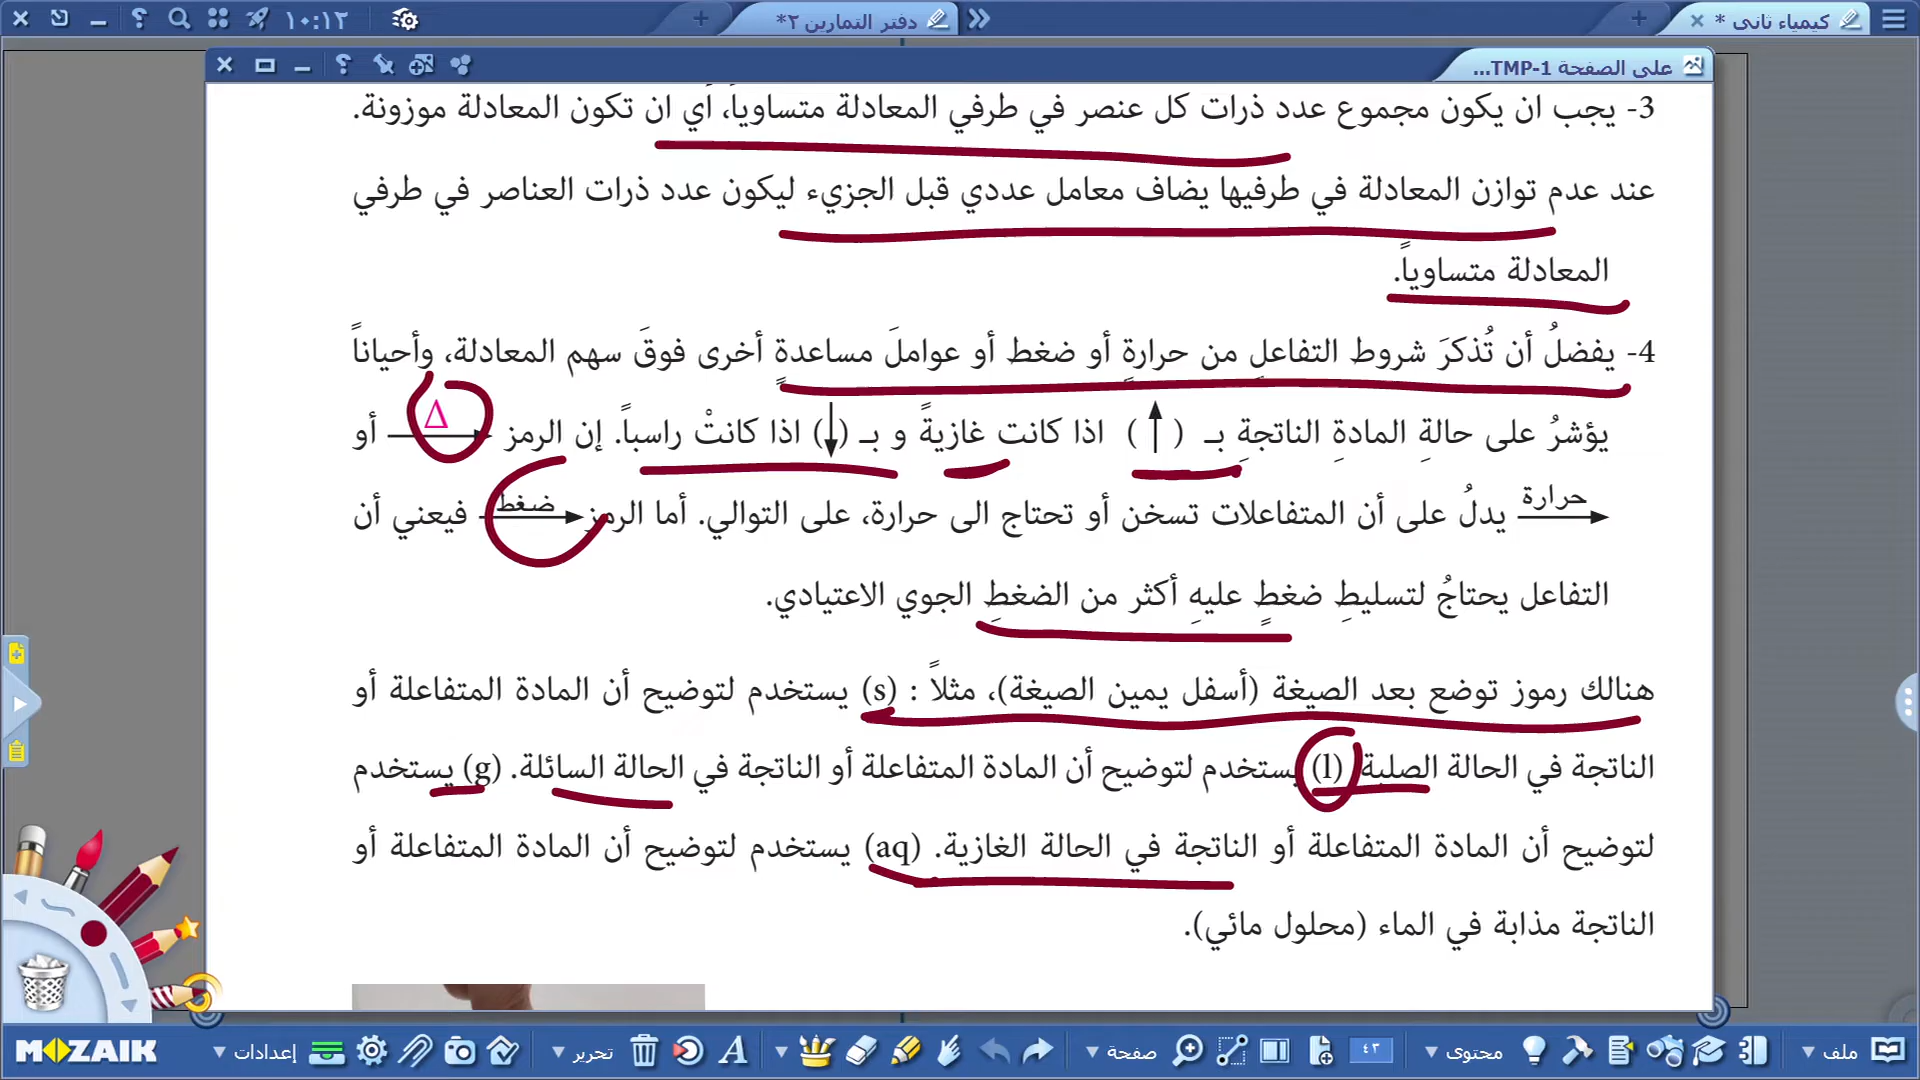 كيمياء ثانى *
دفتر التمارين ٢*
١٠:١٢
على الصفحة TMP-1...
3- يجب ان يكون مجموع عدد ذرات كل عنصر في طرفي المعادلة متساوياً، أي ان تكون المعادلة موزونة.
عند عدم توازن المعادلة في طرفيها يضاف معامل عددي قبل الجزيء ليكون عدد ذرات العناصر في طرفي
المعادلة متساوياً.
4- يفضلُ أن تُذكرَ شروط التفاعلِ من حرارةٍ أو ضغط أو عواملَ مساعدةٍ أخرى فوقَ سهم المعادلة، وأحياناً
يؤشرُ على حالةِ المادةِ الناتجةِ بـ (↑) اذا كانت غازيةً و بـ (↓) اذا كانتْ راسباً. إن الرمز Δ→ أو
حرارة→ يدلُ على أن المتفاعلات تسخن أو تحتاج الى حرارة، على التوالي. أما الرمز ضغط→ فيعني أن
التفاعل يحتاجُ لتسليطِ ضغطٍ عليهِ أكثر من الضغطِ الجوي الاعتيادي.
هنالك رموز توضع بعد الصيغة (أسفل يمين الصيغة)، مثلاً : (s) يستخدم لتوضيح أن المادة المتفاعلة أو
الناتجة في الحالة الصلبة (l) يستخدم لتوضيح أن المادة المتفاعلة أو الناتجة في الحالة السائلة. (g) يستخدم
لتوضيح أن المادة المتفاعلة أو الناتجة في الحالة الغازية. (aq) يستخدم لتوضيح أن المادة المتفاعلة أو
الناتجة مذابة في الماء (محلول مائي).
ملف محتوى ٤٣ صفحة تحرير إعدادات MOZAIK